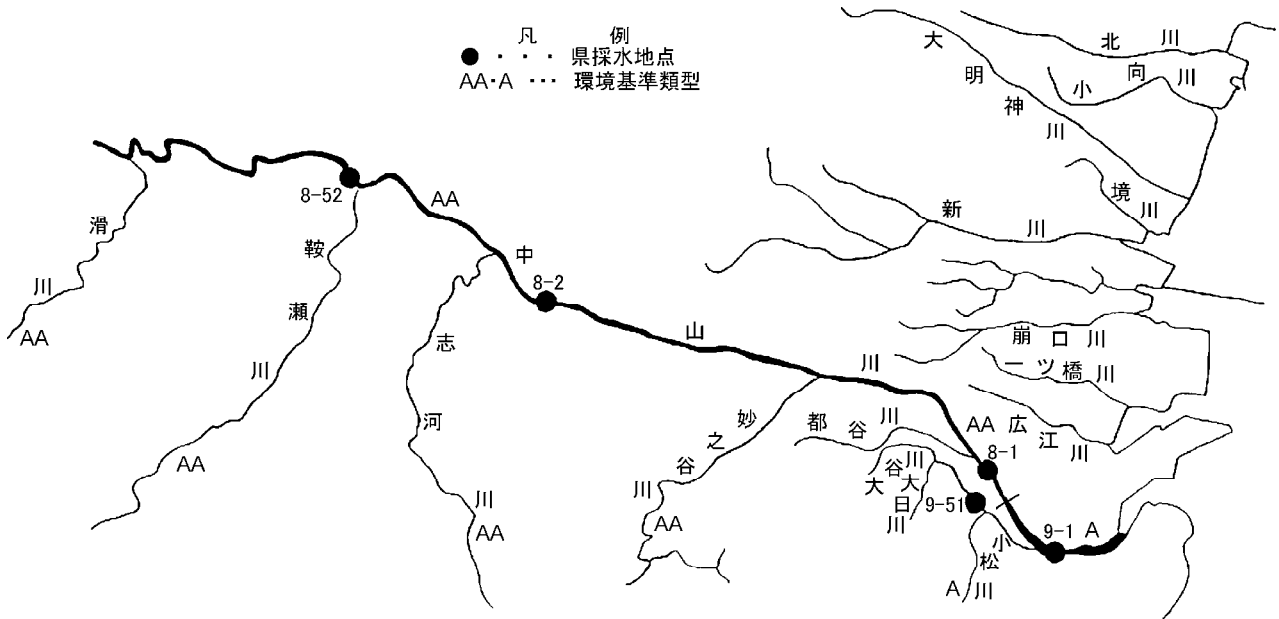 凡 例
● ・・・ 県採水地点
AA・A ・・・ 環境基準類型
北川
小向川
大明神川
境川
新川
崩口川
一ツ橋川
広江川
中山川
AA
8-52
8-2
AA
8-1
滑川
AA
鞍瀬川
AA
志河川
AA
妙之谷川
AA
都谷川
大谷川
大日川
9-51
小松川
A
9-1
A